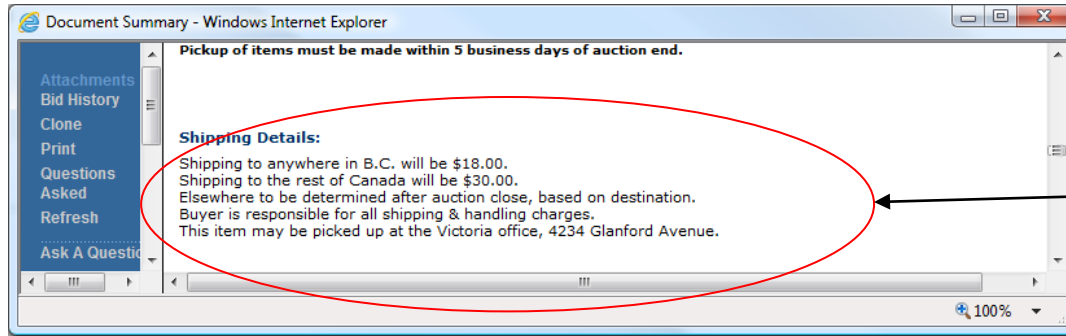 Document Summary - Windows Internet Explorer
Attachments
Bid History
Clone
Print
Questions
Asked
Refresh
Ask A Questio
Pickup of items must be made within 5 business days of auction end.
Shipping Details:
Shipping to anywhere in B.C. will be $18.00.
Shipping to the rest of Canada will be $30.00.
Elsewhere to be determined after auction close, based on destination.
Buyer is responsible for all shipping & handling charges.
This item may be picked up at the Victoria office, 4234 Glanford Avenue.
100%